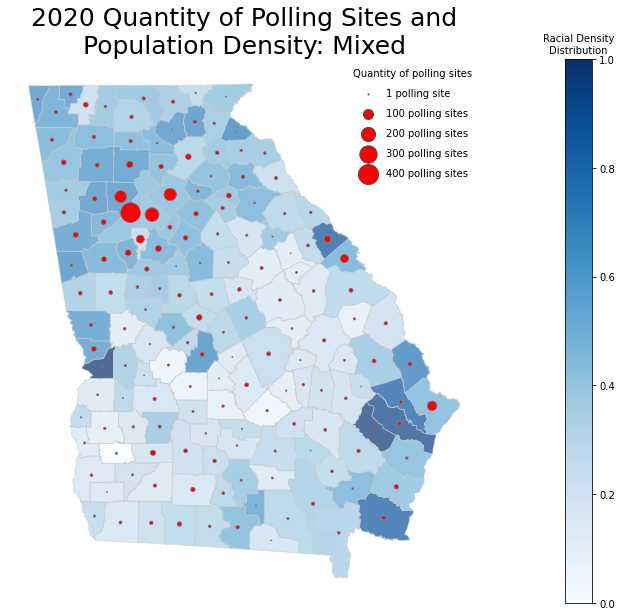 2020 Quantity of Polling Sites and
Population Density: Mixed
Quantity of polling sites
1 polling site
100 polling sites
200 polling sites
300 polling sites
400 polling sites
Racial Density
Distribution
1.0
0.8
0.6
0.4
0.2
0.0